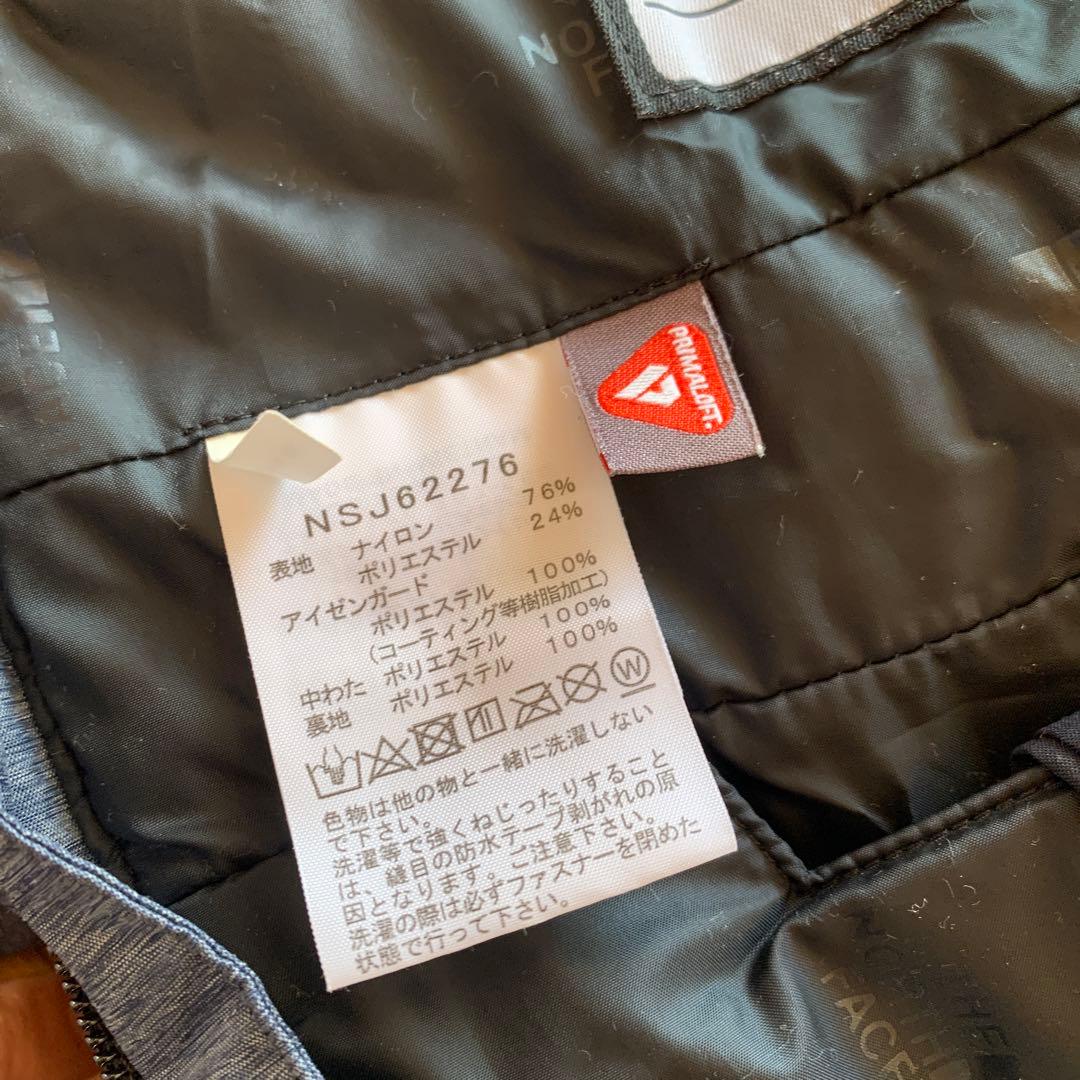 NO
F
PRIMALOFT.
NSJ62276
表地 ナイロン 76%
ポリエステル 24%
アイゼンガード
ポリエステル 100%
(コーティング等樹脂加工)
中わた ポリエステル 100%
裏地 ポリエステル 100%
W
色物は他の物と一緒に洗濯しない
で下さい。
洗濯等で強くねじったりすること
は、縫目の防水テープ剥がれの原
因となります。ご注意下さい。
洗濯の際は必ずファスナーを閉めた
状態で行って下さい。
NORTH
FACE
THE